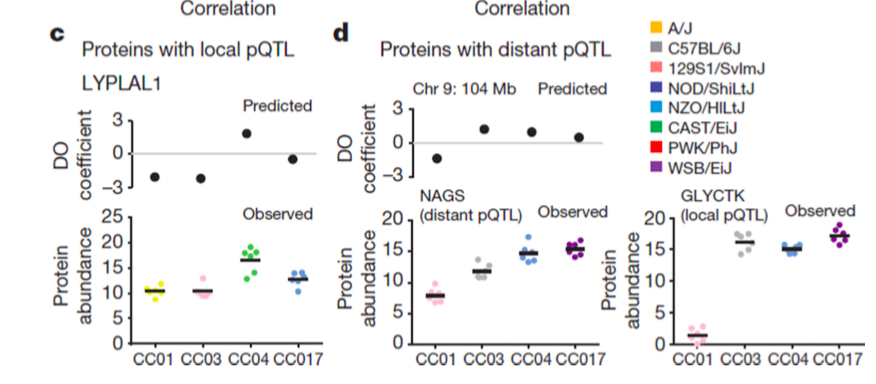 Correlation
Correlation
c
Proteins with local pQTL
LYPLAL1
Predicted
DO
coefficient
3
0
–3
Observed
Protein
abundance
25
20
15
10
5
0
CC01 CC03 CC04 CC017
d
Proteins with distant pQTL
Chr 9: 104 Mb Predicted
DO
coefficient
3
0
–3
NAGS
(distant pQTL) Observed
Protein
abundance
20
15
10
5
0
CC01 CC03 CC04 CC017
A/J
C57BL/6J
129S1/SvImJ
NOD/ShiLtJ
NZO/HILtJ
CAST/EiJ
PWK/PhJ
WSB/EiJ
GLYCTK
(local pQTL) Observed
Protein
abundance
20
15
10
5
0
CC01 CC03 CC04 CC017